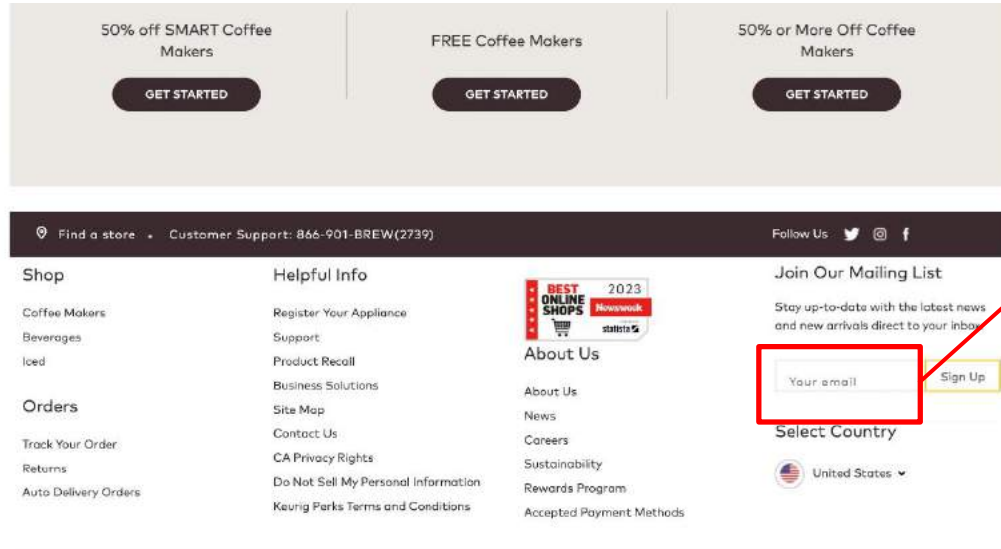 50% off SMART Coffee
Makers
GET STARTED
FREE Coffee Makers
GET STARTED
50% or More Off Coffee
Makers
GET STARTED
Find a store • Customer Support: 866-901-BREW(2739)
Follow Us
Shop
Coffee Makers
Beverages
Iced
Orders
Track Your Order
Returns
Auto Delivery Orders
Helpful Info
Register Your Appliance
Support
Product Recall
Business Solutions
Site Map
Contact Us
CA Privacy Rights
Do Not Sell My Personal Information
Keurig Perks Terms and Conditions
BEST
ONLINE
SHOPS
2023
Newsweek
statista
About Us
About Us
News
Careers
Sustainability
Rewards Program
Accepted Payment Methods
Join Our Mailing List
Stay up-to-date with the latest news
and new arrivals direct to your inbox
Your email
Sign Up
Select Country
United States